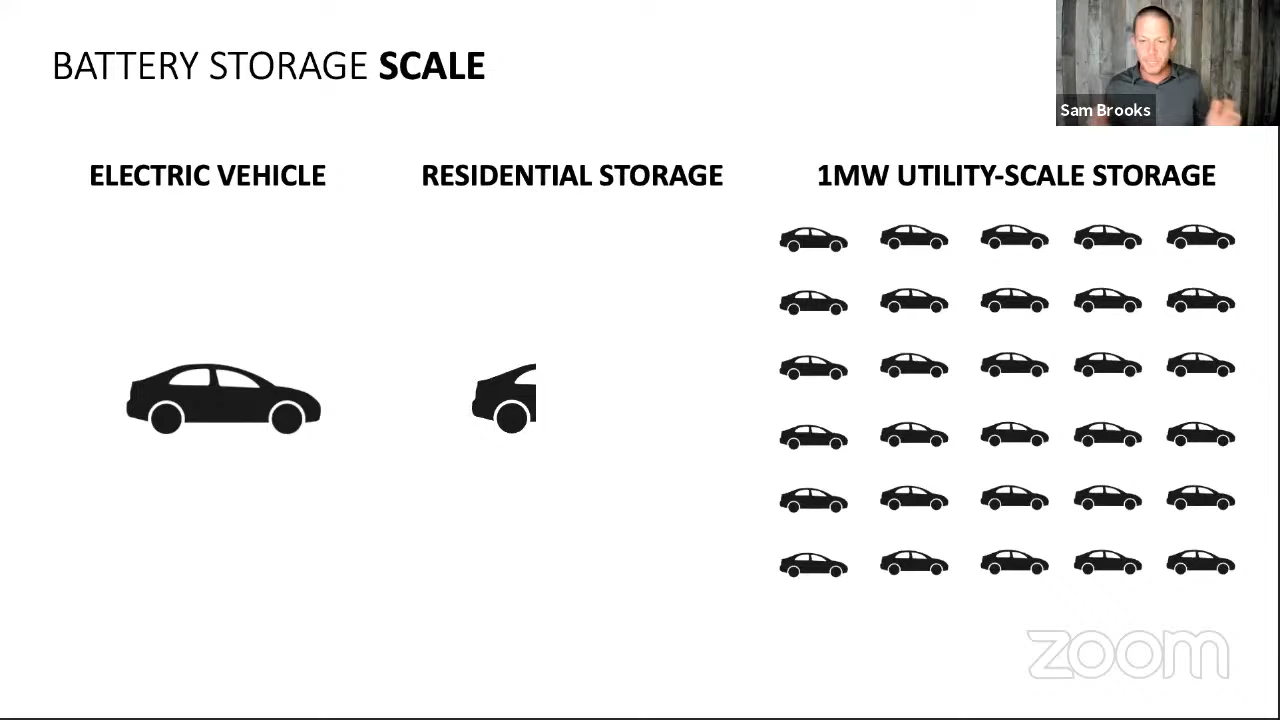 BATTERY STORAGE SCALE
Sam Brooks
ELECTRIC VEHICLE
RESIDENTIAL STORAGE
1MW UTILITY-SCALE STORAGE
zoom